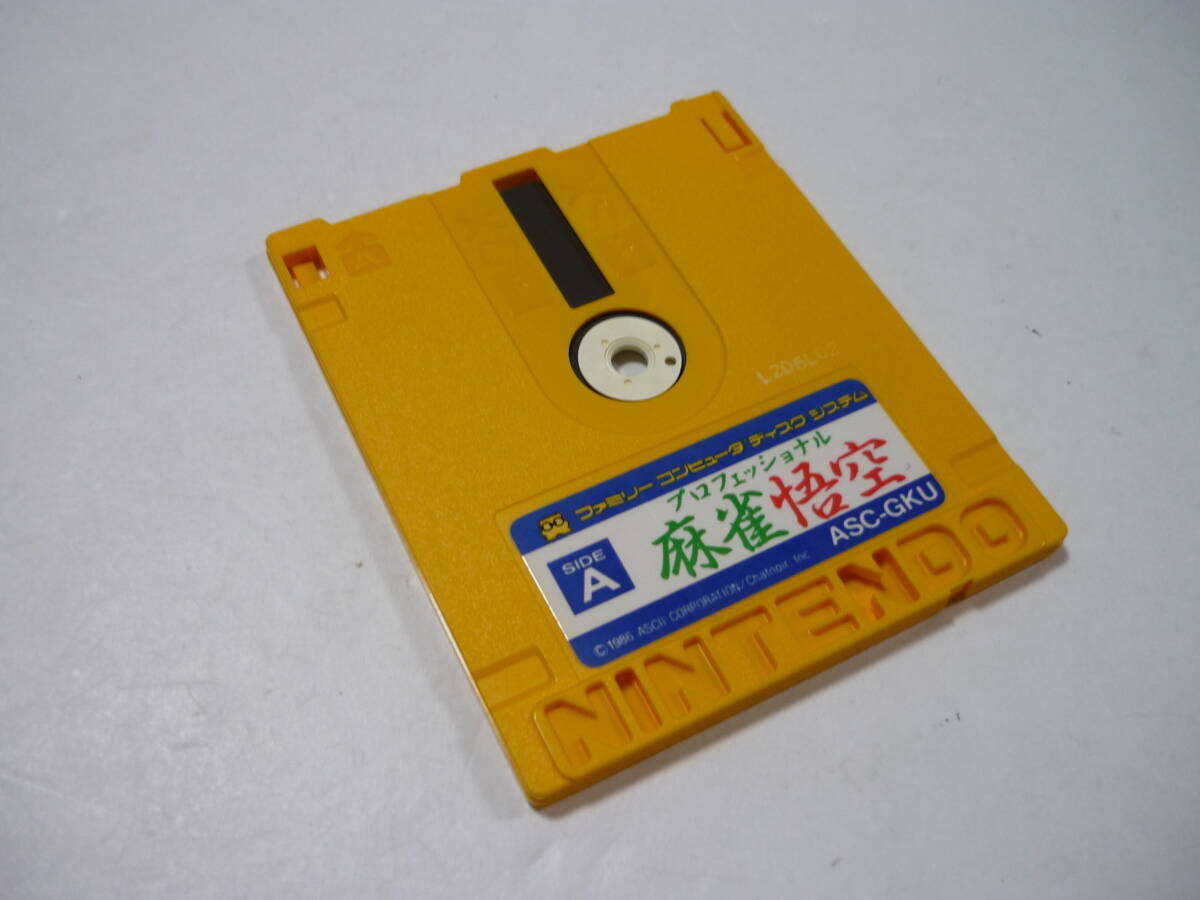 ファミリー コンピュータ ディスク システム
プロフェッショナル
麻雀悟空
SIDE
A
ASC-GKU
©1986 ASCII CORPORATION/Chatnoir, Inc.
NINTENDO